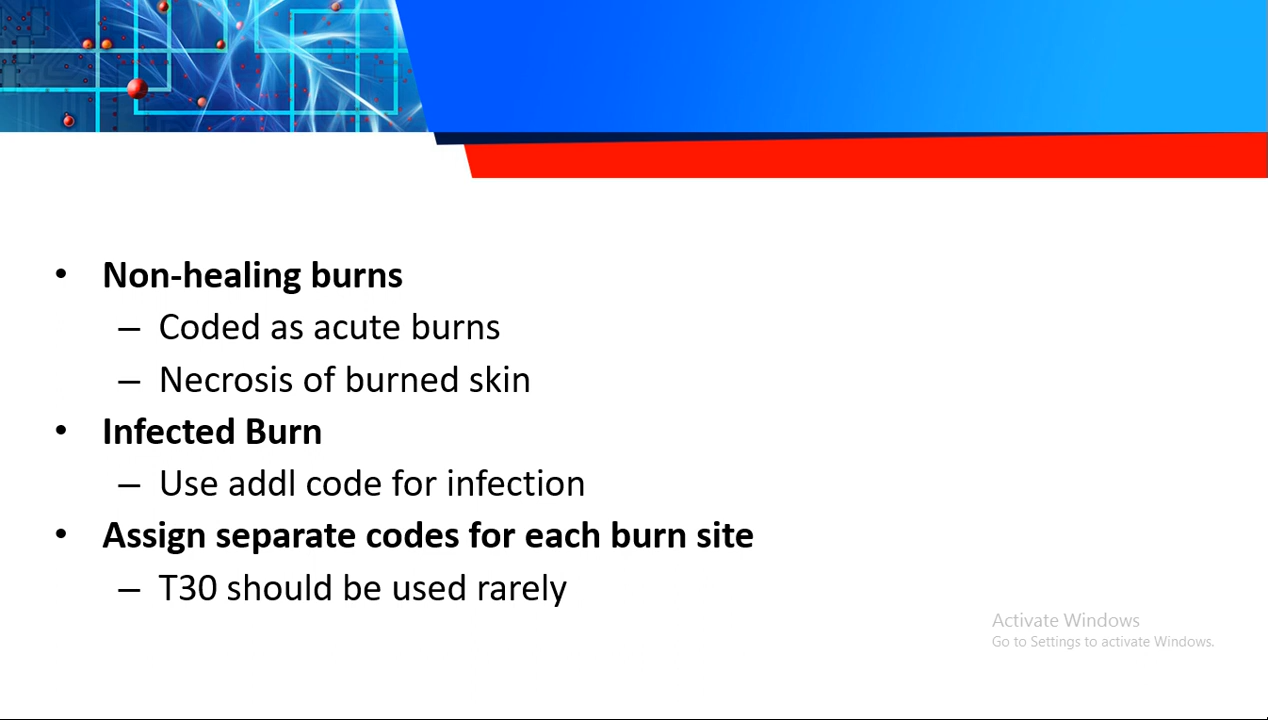 • Non-healing burns
– Coded as acute burns
– Necrosis of burned skin
• Infected Burn
– Use addl code for infection
• Assign separate codes for each burn site
– T30 should be used rarely
Activate Windows
Go to Settings to activate Windows.